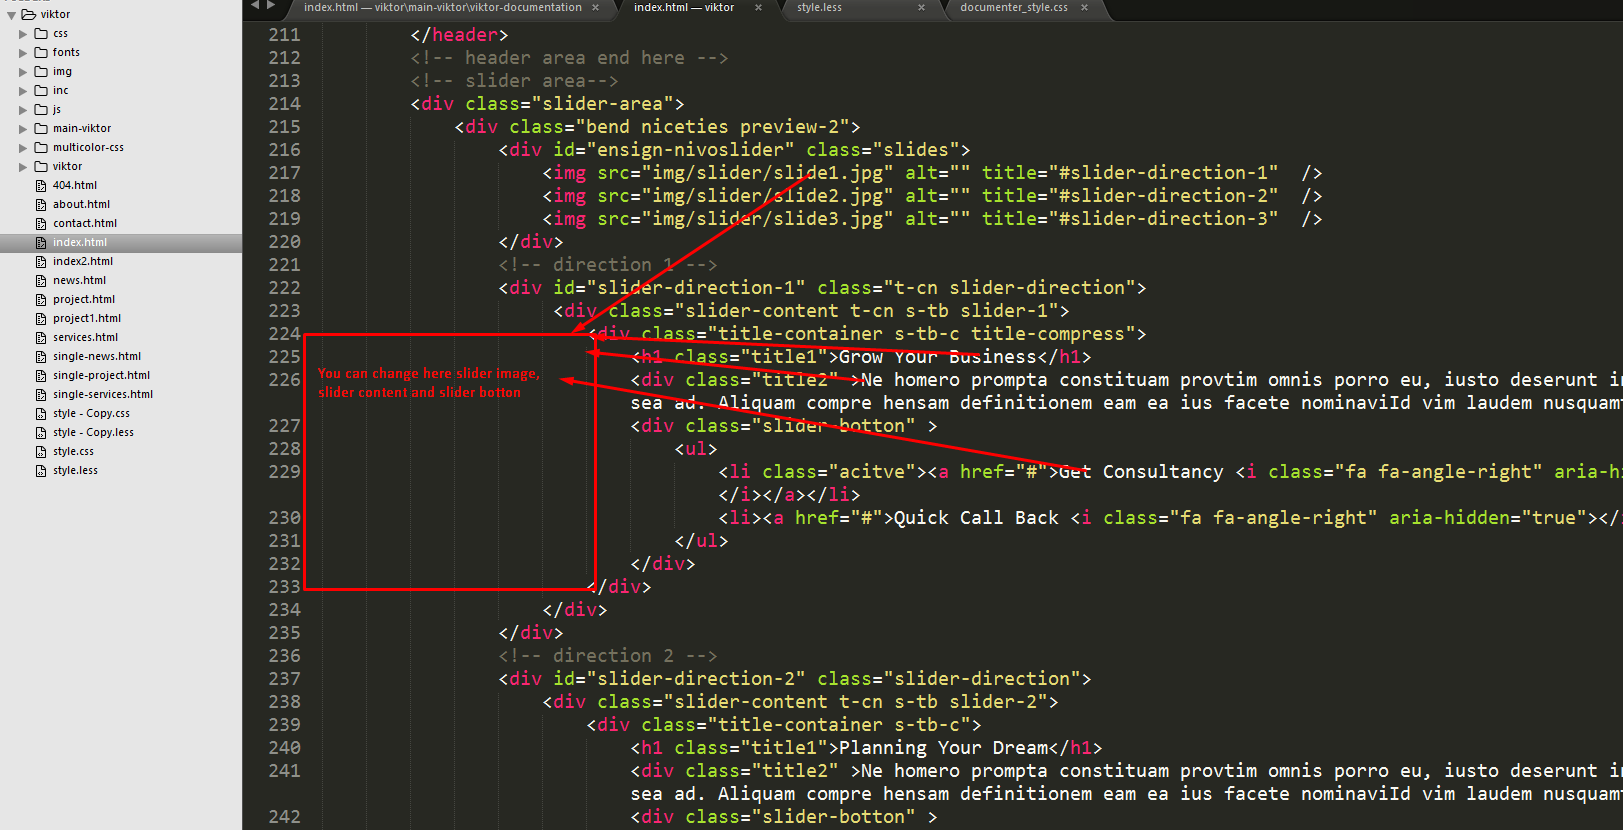 viktor
css
fonts
img
inc
js
main-viktor
multicolor-css
viktor
404.html
about.html
contact.html
index.html
index2.html
news.html
project.html
project1.html
services.html
single-news.html
single-project.html
single-services.html
style - Copy.css
style - Copy.less
style.css
style.less
index.html — viktor\main-viktor\viktor-documentation ×
index.html — viktor ×
style.less ×
documenter_style.css ×
211 </header>
212 <!-- header area end here -->
213 <!-- slider area-->
214 <div class="slider-area">
215 <div class="bend niceties preview-2">
216 <div id="ensign-nivoslider" class="slides">
217 <img src="img/slider/slide1.jpg" alt="" title="#slider-direction-1"  />
218 <img src="img/slider/slide2.jpg" alt="" title="#slider-direction-2"  />
219 <img src="img/slider/slide3.jpg" alt="" title="#slider-direction-3"  />
220 </div>
221 <!-- direction 1 -->
222 <div id="slider-direction-1" class="t-cn slider-direction">
223 <div class="slider-content t-cn s-tb slider-1">
224 <div class="title-container s-tb-c title-compress">
225 <h1 class="title1">Grow Your Business</h1>
226 <div class="title2" >Ne homero prompta constituam provtim omnis porro eu, iusto deserunt in
sea ad. Aliquam compre hensam definitionem eam ea ius facete nominaviId vim laudem nusquam
227 <div class="slider-botton" >
228 <ul>
229 <li class="acitve"><a href="#">Get Consultancy <i class="fa fa-angle-right" aria-hi
</i></a></li>
230 <li><a href="#">Quick Call Back <i class="fa fa-angle-right" aria-hidden="true"></i
231 </ul>
232 </div>
233 </div>
234 </div>
235 </div>
236 <!-- direction 2 -->
237 <div id="slider-direction-2" class="slider-direction">
238 <div class="slider-content t-cn s-tb slider-2">
239 <div class="title-container s-tb-c">
240 <h1 class="title1">Planning Your Dream</h1>
241 <div class="title2" >Ne homero prompta constituam provtim omnis porro eu, iusto deserunt in
sea ad. Aliquam compre hensam definitionem eam ea ius facete nominaviId vim laudem nusquam
242 <div class="slider-botton" >
You can change here slider image,
slider content and slider botton